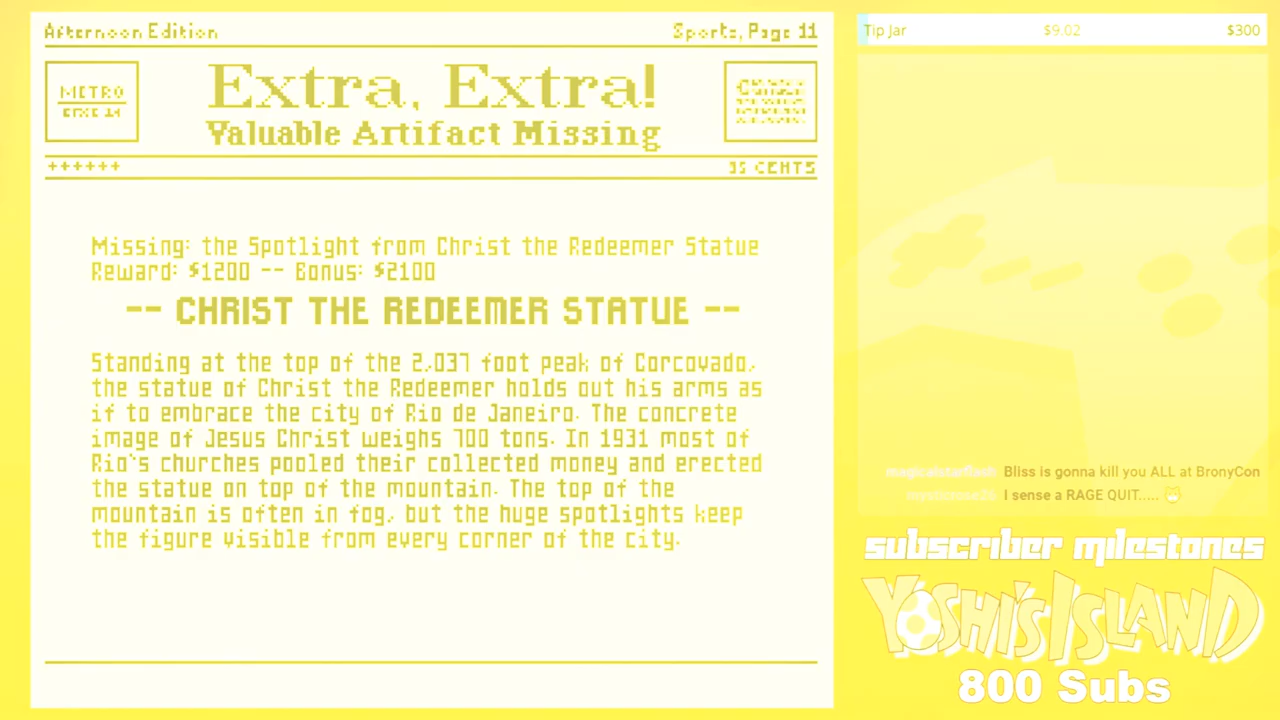 Afternoon Edition
Sports, Page 11
METRO
Extra, Extra!
Valuable Artifact Missing
++++++
35 CENTS
Missing: the Spotlight from Christ the Redeemer Statue
Reward: $1200 -- Bonus: $2100
-- CHRIST THE REDEEMER STATUE --
Standing at the top of the 2,037 foot peak of Corcovado,
the statue of Christ the Redeemer holds out his arms as
if to embrace the city of Rio de Janeiro. The concrete
image of Jesus Christ weighs 700 tons. In 1931 most of
Rio's churches pooled their collected money and erected
the statue on top of the mountain. The top of the
mountain is often in fog, but the huge spotlights keep
the figure visible from every corner of the city.
Tip Jar $9.02 $300
Bliss is gonna kill you ALL at BronyCon
I sense a RAGE QUIT.....
subscriber milestones
YOSHI'S ISLAND
800 Subs